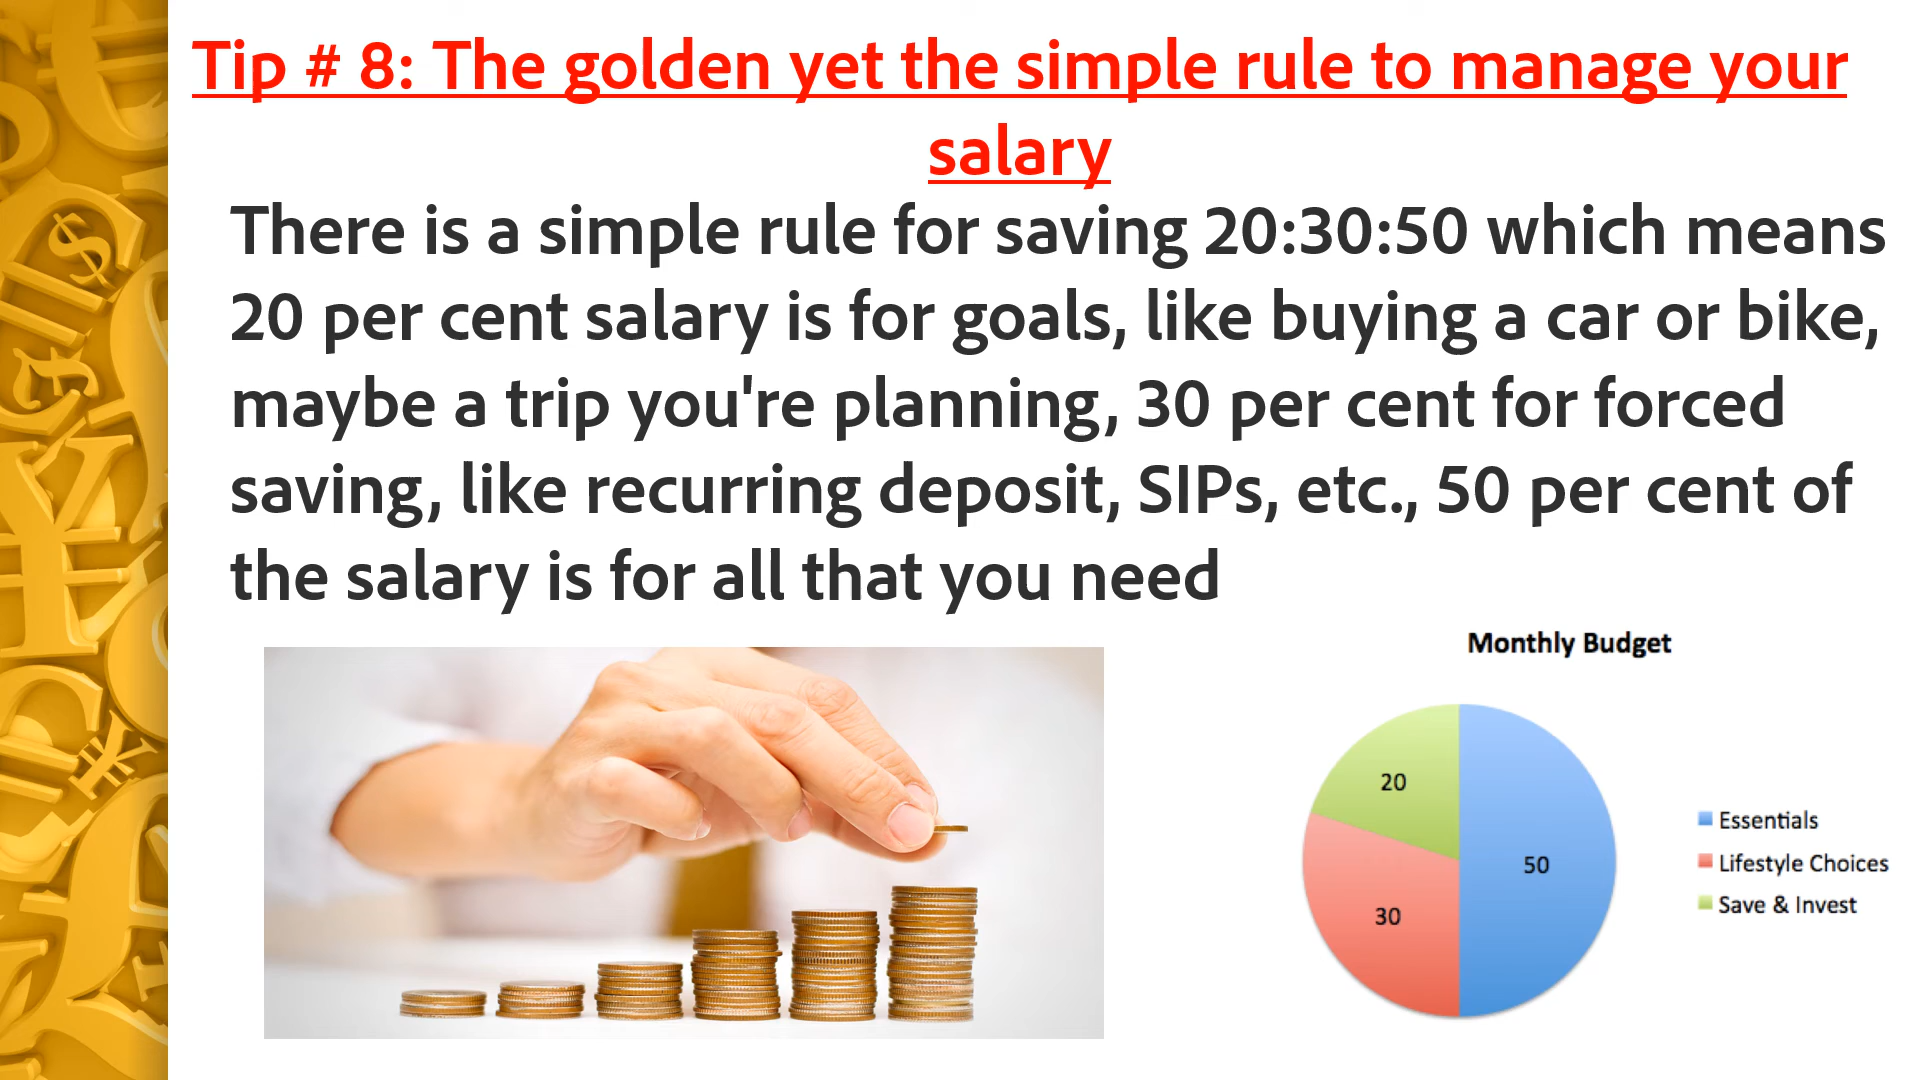 Tip # 8: The golden yet the simple rule to manage your
salary
There is a simple rule for saving 20:30:50 which means
20 per cent salary is for goals, like buying a car or bike,
maybe a trip you're planning, 30 per cent for forced
saving, like recurring deposit, SIPs, etc., 50 per cent of
the salary is for all that you need
Monthly Budget
20
50
30
Essentials
Lifestyle Choices
Save & Invest